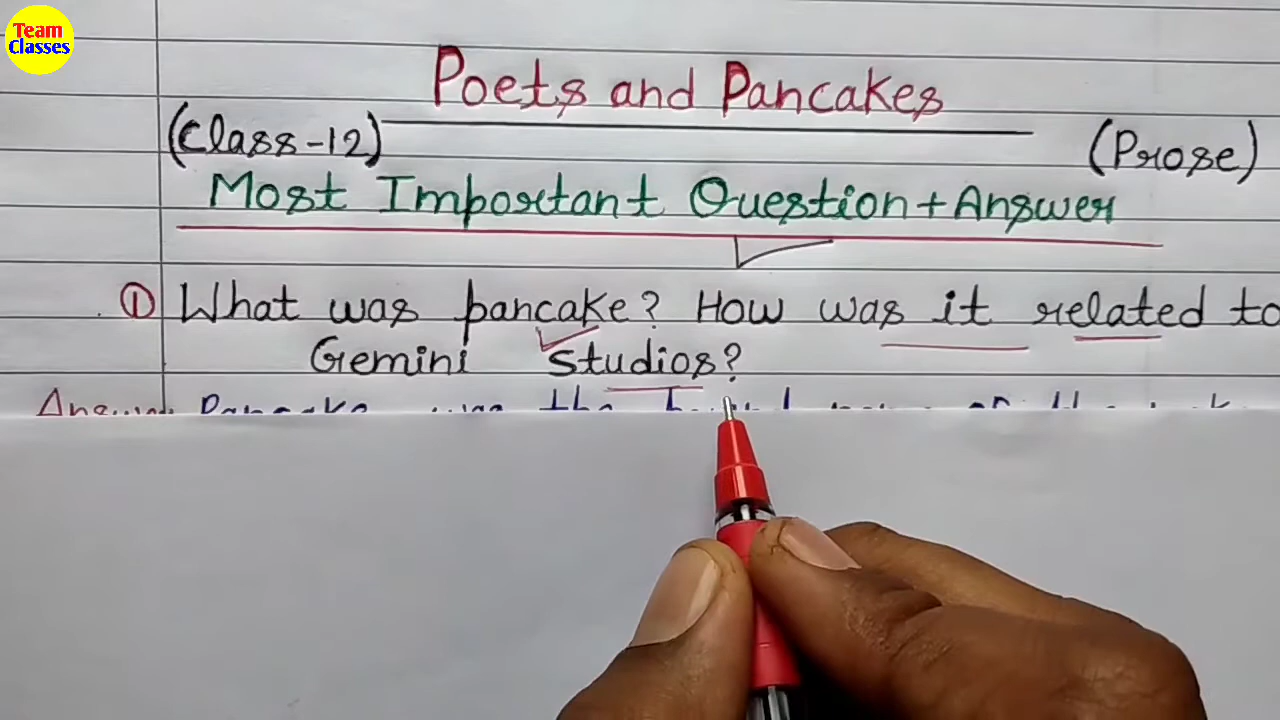 Team
Classes
Poets and Pancakes
(Class-12)
(Prose)
Most Important Question+Answer
① What was pancake? How was it related to
Gemini Studios?